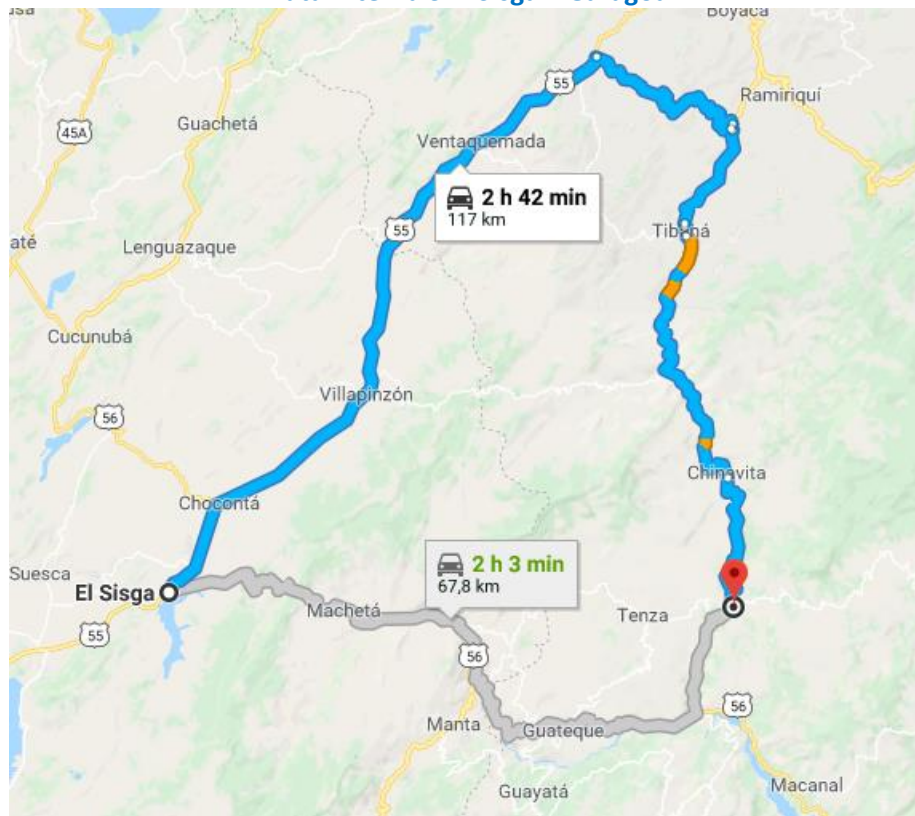 Boyacá
55
Ramiriquí
45A
Guachetá
Ventaquemada
2 h 42 min
117 km
55
Tibaná
Lenguazaque
Cucunubá
Villapinzón
56
Chinavita
Chocontá
Suesca
El Sisga
2 h 3 min
67,8 km
Machetá
Tenza
55
56
56
Manta
Guateque
Macanal
Guayatá